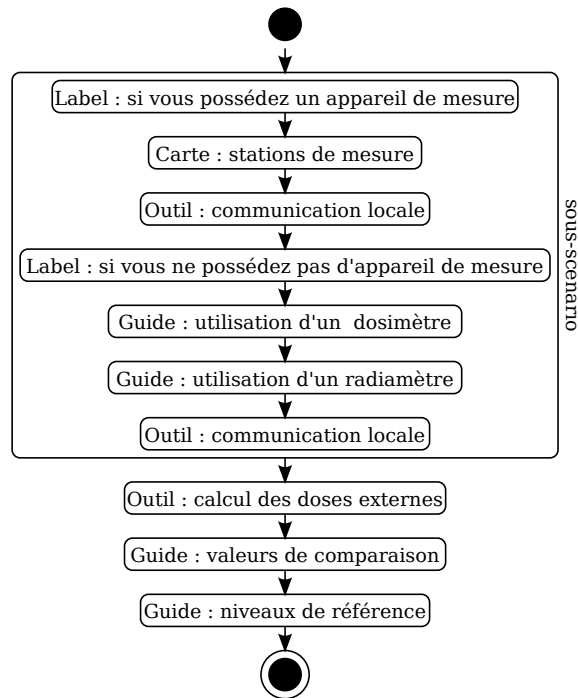 Label : si vous possédez un appareil de mesure
Carte : stations de mesure
Outil : communication locale
Label : si vous ne possédez pas d'appareil de mesure
Guide : utilisation d'un  dosimètre
Guide : utilisation d'un radiamètre
Outil : communication locale
sous-scenario
Outil : calcul des doses externes
Guide : valeurs de comparaison
Guide : niveaux de référence